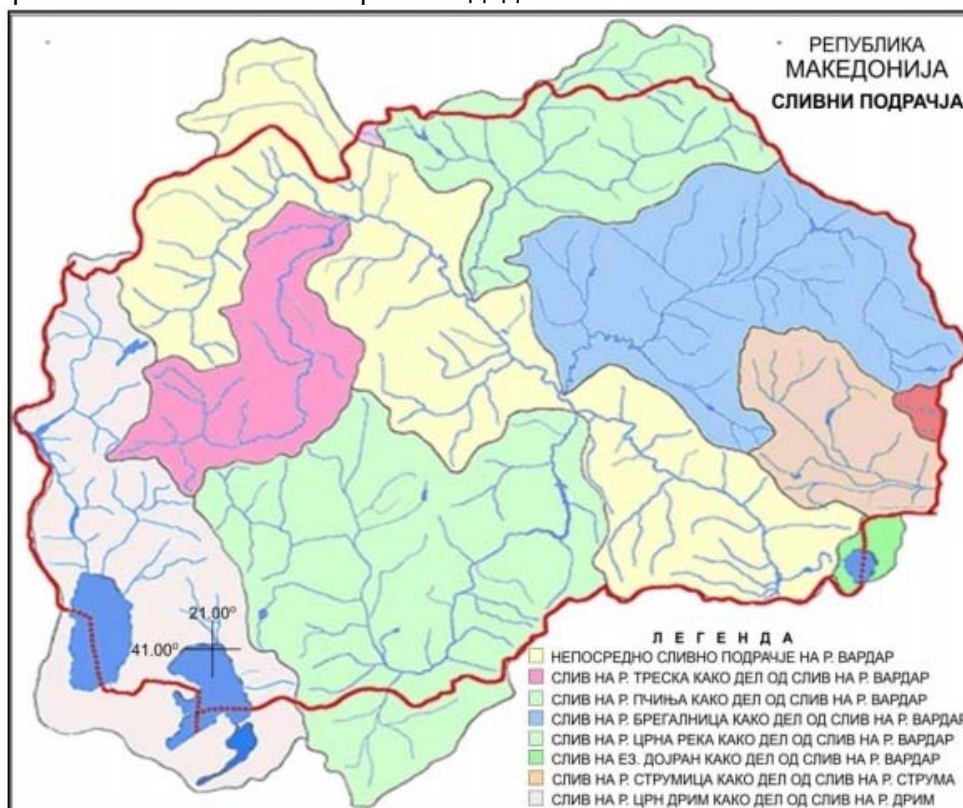 РЕПУБЛИКА
МАКЕДОНИЈА
СЛИВНИ ПОДРАЧЈА
21.00⁰
41.00⁰
ЛЕГЕНДА
НЕПОСРЕДНО СЛИВНО ПОДРАЧЈЕ НА Р. ВАРДАР
СЛИВ НА Р. ТРЕСКА КАКО ДЕЛ ОД СЛИВ НА Р. ВАРДАР
СЛИВ НА Р. ПЧИЊА КАКО ДЕЛ ОД СЛИВ НА Р. ВАРДАР
СЛИВ НА Р. БРЕГАЛНИЦА КАКО ДЕЛ ОД СЛИВ НА Р. ВАРДАР
СЛИВ НА Р. ЦРНА РЕКА КАКО ДЕЛ ОД СЛИВ НА Р. ВАРДАР
СЛИВ НА ЕЗ. ДОЈРАН КАКО ДЕЛ ОД СЛИВ НА Р. ВАРДАР
СЛИВ НА Р. СТРУМИЦА КАКО ДЕЛ ОД СЛИВ НА Р. СТРУМА
СЛИВ НА Р. ЦРН ДРИМ КАКО ДЕЛ ОД СЛИВ НА Р. ДРИМ